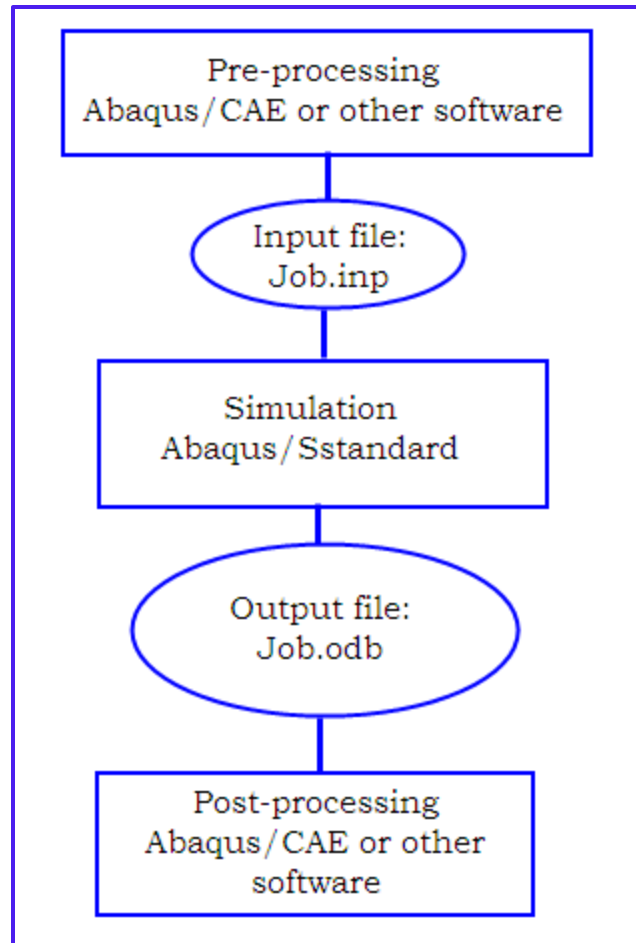 Pre-processing
Abaqus/CAE or other software
Input file:
Job.inp
Simulation
Abaqus/Sstandard
Output file:
Job.odb
Post-processing
Abaqus/CAE or other
software